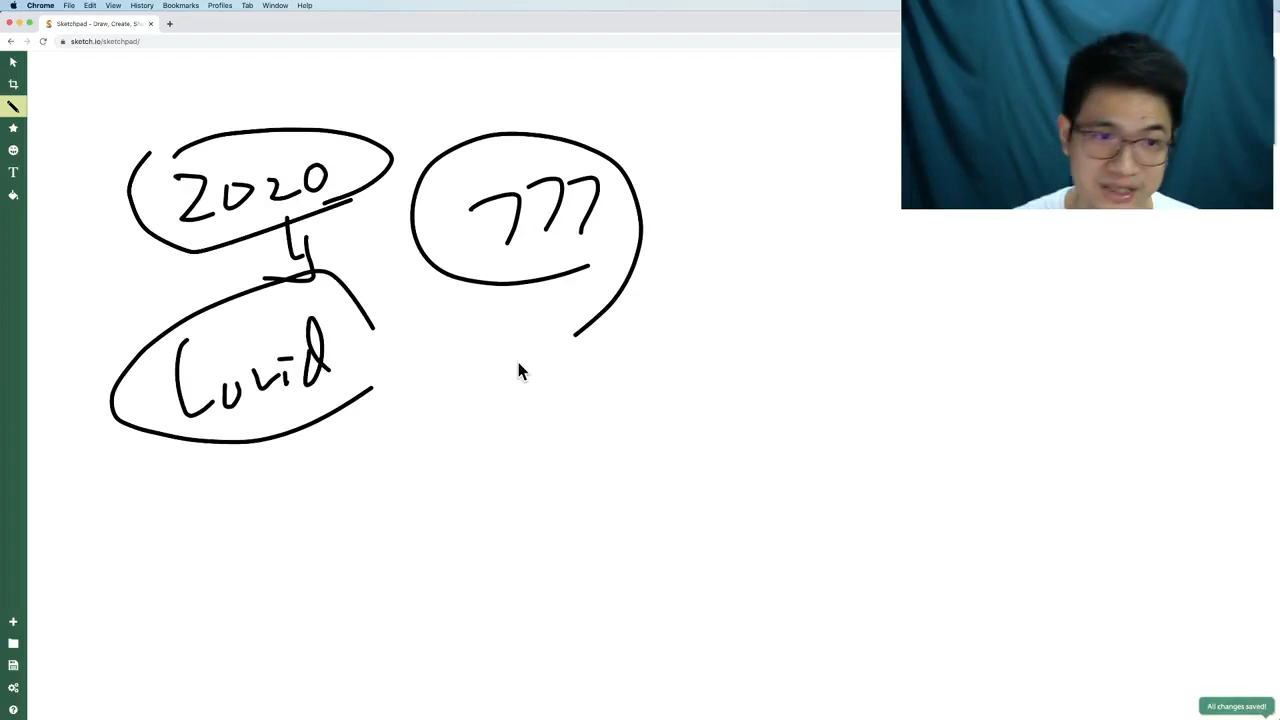 Chrome File Edit View History Bookmarks Profiles Tab Window Help
Sketchpad - Draw, Create, Sha
sketch.io/sketchpad/
2020
777
Covid
T
All changes saved!